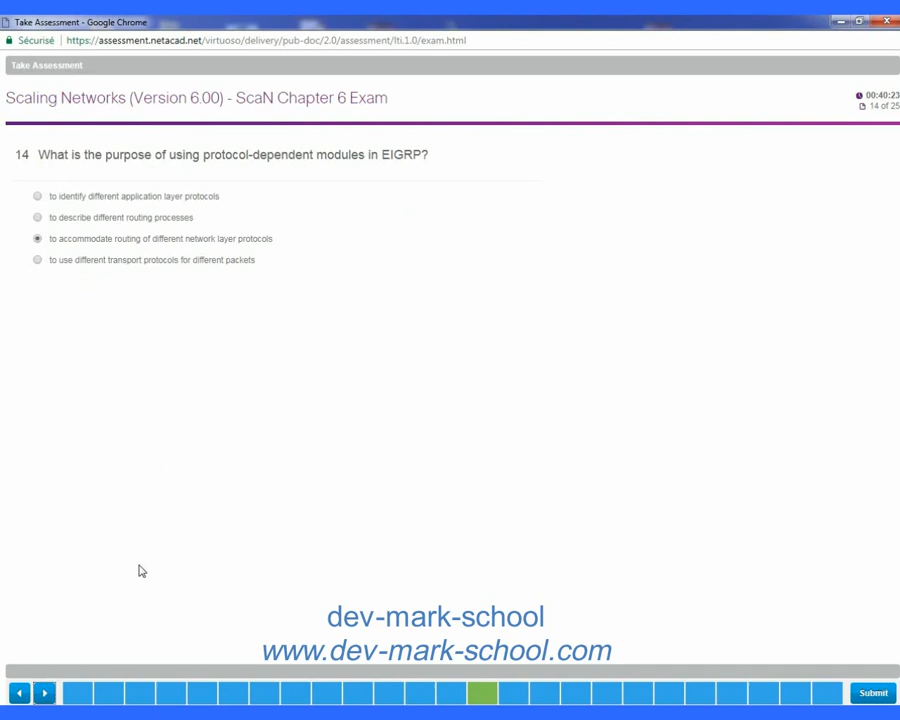 Take Assessment - Google Chrome
Sécurisé | https://assessment.netacad.net/virtuoso/delivery/pub-doc/2.0/assessment/lti.1.0/exam.html
Take Assessment
Scaling Networks (Version 6.00) - ScaN Chapter 6 Exam
00:40:23
14 of 25
14 What is the purpose of using protocol-dependent modules in EIGRP?
to identify different application layer protocols
to describe different routing processes
to accommodate routing of different network layer protocols
to use different transport protocols for different packets
dev-mark-school
www.dev-mark-school.com
Submit